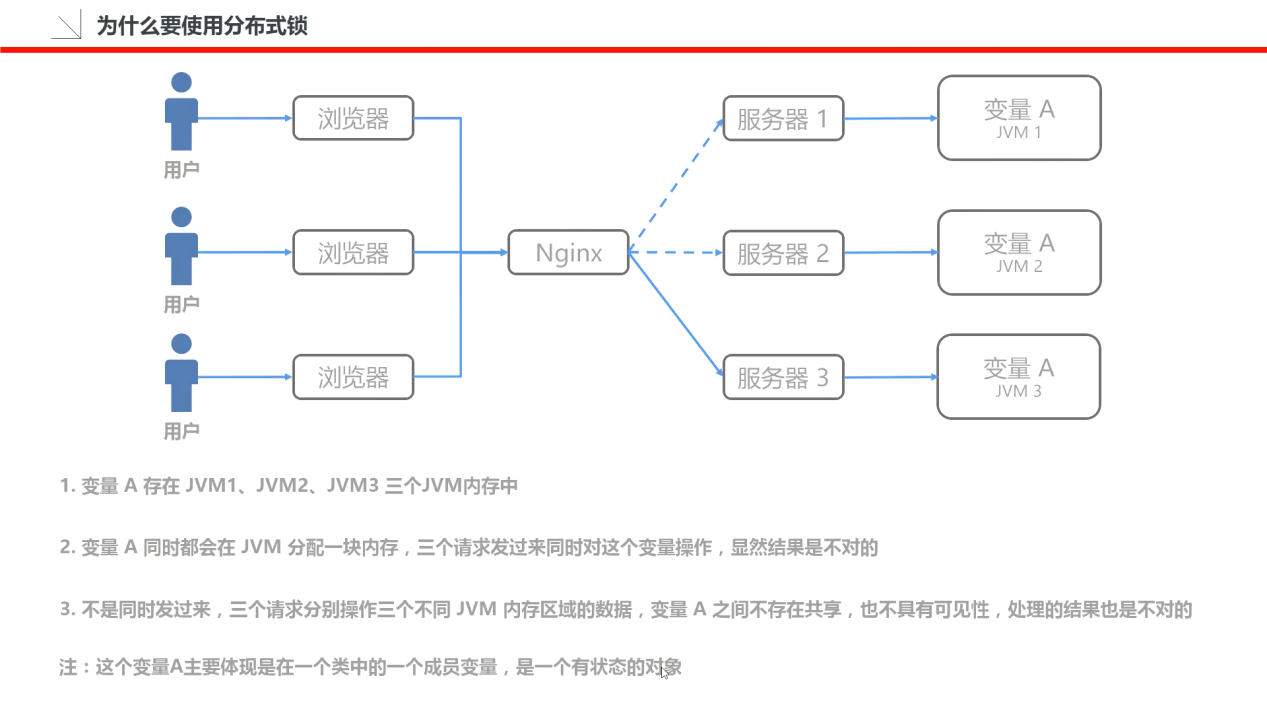 为什么要使用分布式锁
浏览器
服务器 1
变量 A
JVM 1
用户
浏览器
Nginx
服务器 2
变量 A
JVM 2
用户
浏览器
服务器 3
变量 A
JVM 3
用户
1. 变量 A 存在 JVM1、JVM2、JVM3 三个JVM内存中
2. 变量 A 同时都会在 JVM 分配一块内存，三个请求发过来同时对这个变量操作，显然结果是不对的
3. 不是同时发过来，三个请求分别操作三个不同 JVM 内存区域的数据，变量 A 之间不存在共享，也不具有可见性，处理的结果也是不对的
注：这个变量A主要体现是在一个类中的一个成员变量，是一个有状态的对象